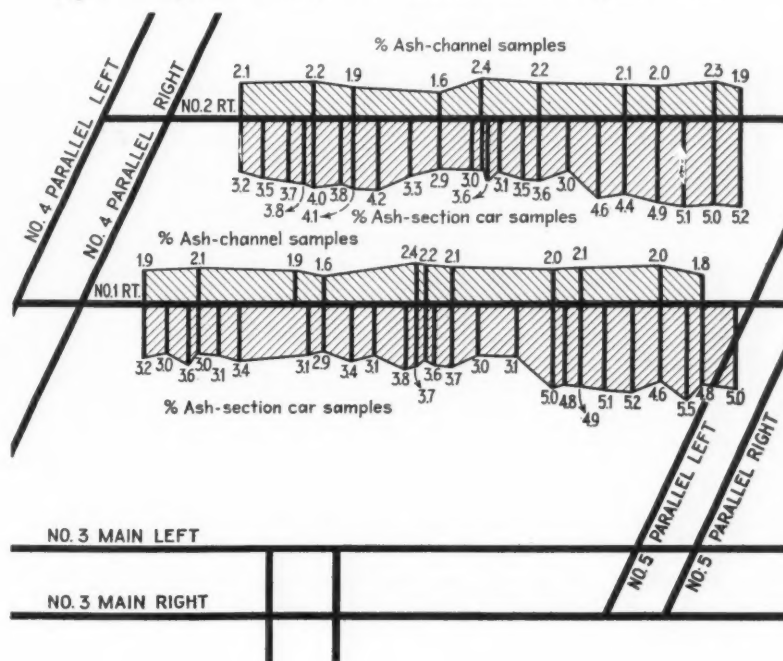 % Ash-channel samples
2.1 2.2 1.9 1.6 2.4 2.2 2.1 2.0 2.3 1.9
NO. 4 PARALLEL LEFT
NO. 4 PARALLEL RIGHT
NO.2 RT.
3.2 3.5 3.7 3.8 4.0 3.8 4.1 4.2 3.3 2.9 3.0 3.6 3.1 3.5 3.6 3.0 4.6 4.4 4.9 5.1 5.0 5.2
% Ash-section car samples
% Ash-channel samples
1.9 2.1 1.9 1.6 2.4 2.2 2.1 2.0 2.1 2.0 1.8
NO.1 RT.
3.2 3.0 3.6 3.0 3.1 3.4 3.1 2.9 3.4 3.1 3.8 3.7 3.6 3.7 3.0 3.1 5.0 4.8 4.9 5.1 5.2 4.6 5.5 4.8 5.0
% Ash-section car samples
NO. 5 PARALLEL LEFT
NO. 5 PARALLEL RIGHT
NO. 3 MAIN LEFT
NO. 3 MAIN RIGHT